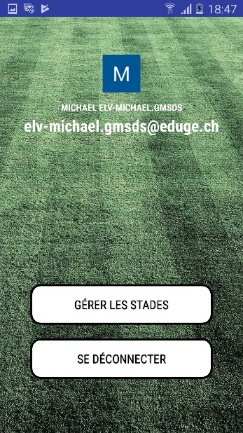 18:47
M
MICHAEL ELV-MICHAEL.GMSDS
elv-michael.gmsds@eduge.ch
GÉRER LES STADES
SE DÉCONNECTER